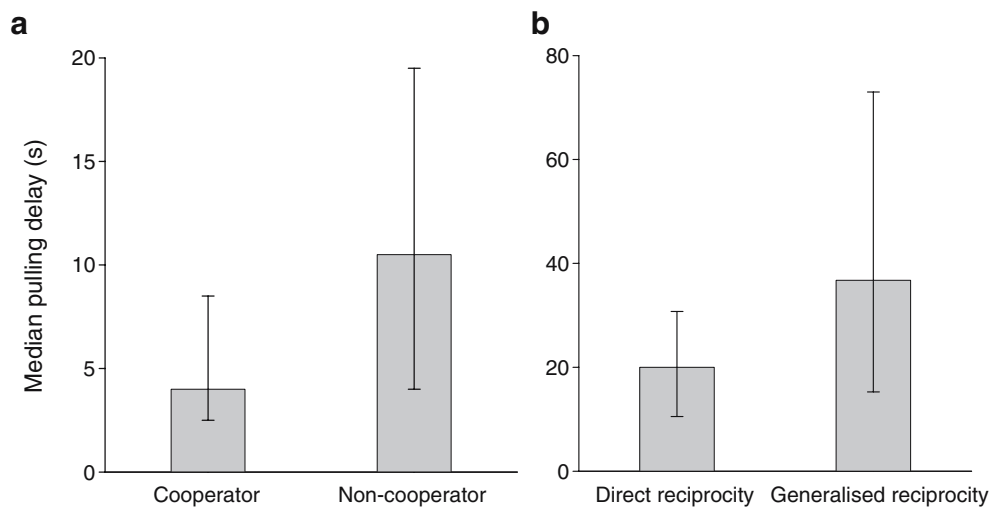 a
Median pulling delay (s)
20
15
10
5
0
Cooperator
Non-cooperator
b
80
60
40
20
0
Direct reciprocity
Generalised reciprocity